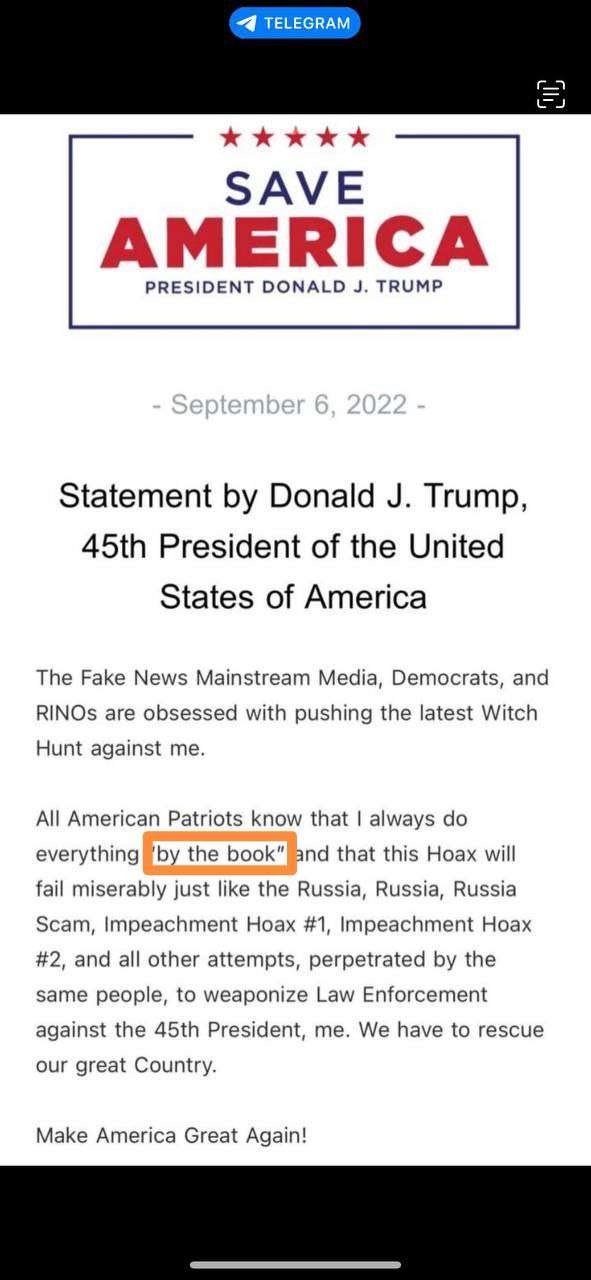 TELEGRAM
SAVE
AMERICA
PRESIDENT DONALD J. TRUMP
- September 6, 2022 -
Statement by Donald J. Trump,
45th President of the United
States of America
The Fake News Mainstream Media, Democrats, and
RINOs are obsessed with pushing the latest Witch
Hunt against me.
All American Patriots know that I always do
everything "by the book" and that this Hoax will
fail miserably just like the Russia, Russia, Russia
Scam, Impeachment Hoax #1, Impeachment Hoax
#2, and all other attempts, perpetrated by the
same people, to weaponize Law Enforcement
against the 45th President, me. We have to rescue
our great Country.
Make America Great Again!